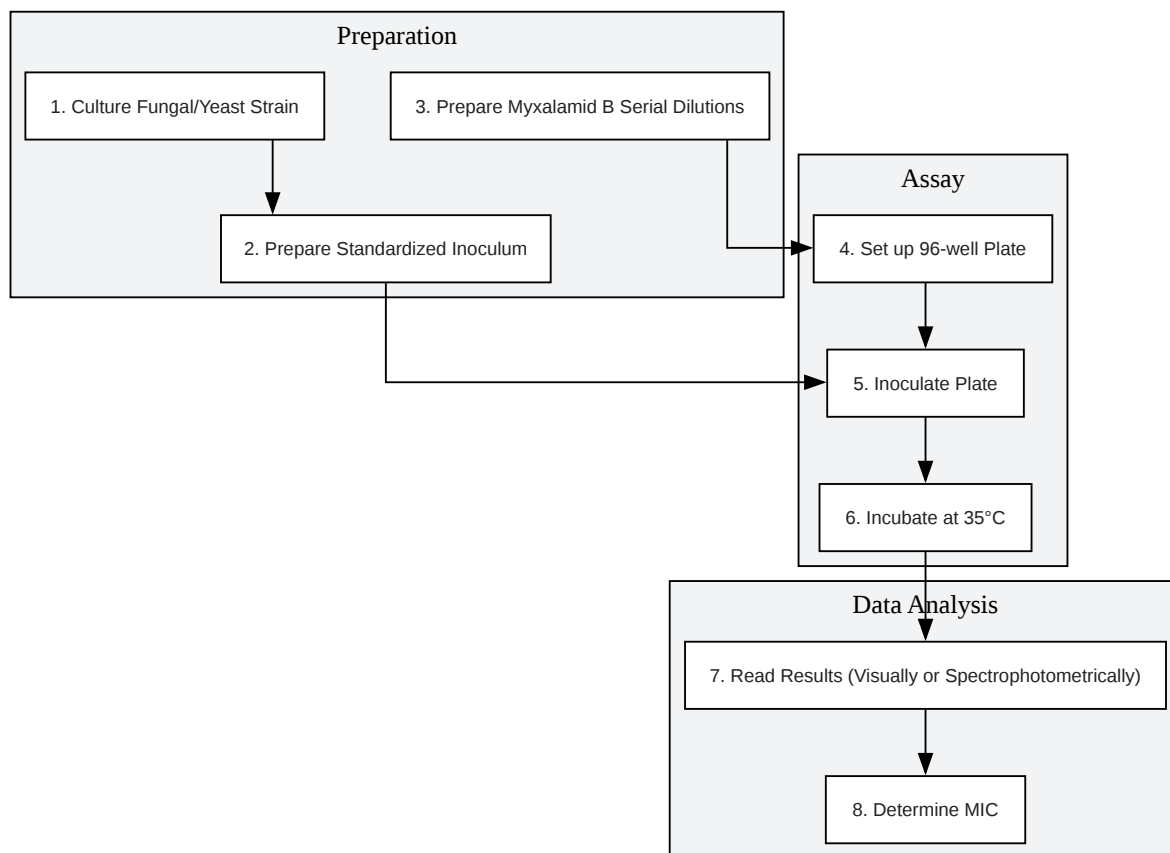 Preparation
1. Culture Fungal/Yeast Strain
3. Prepare Myxalamid B Serial Dilutions
2. Prepare Standardized Inoculum
Assay
4. Set up 96-well Plate
5. Inoculate Plate
6. Incubate at 35°C
Data Analysis
7. Read Results (Visually or Spectrophotometrically)
8. Determine MIC